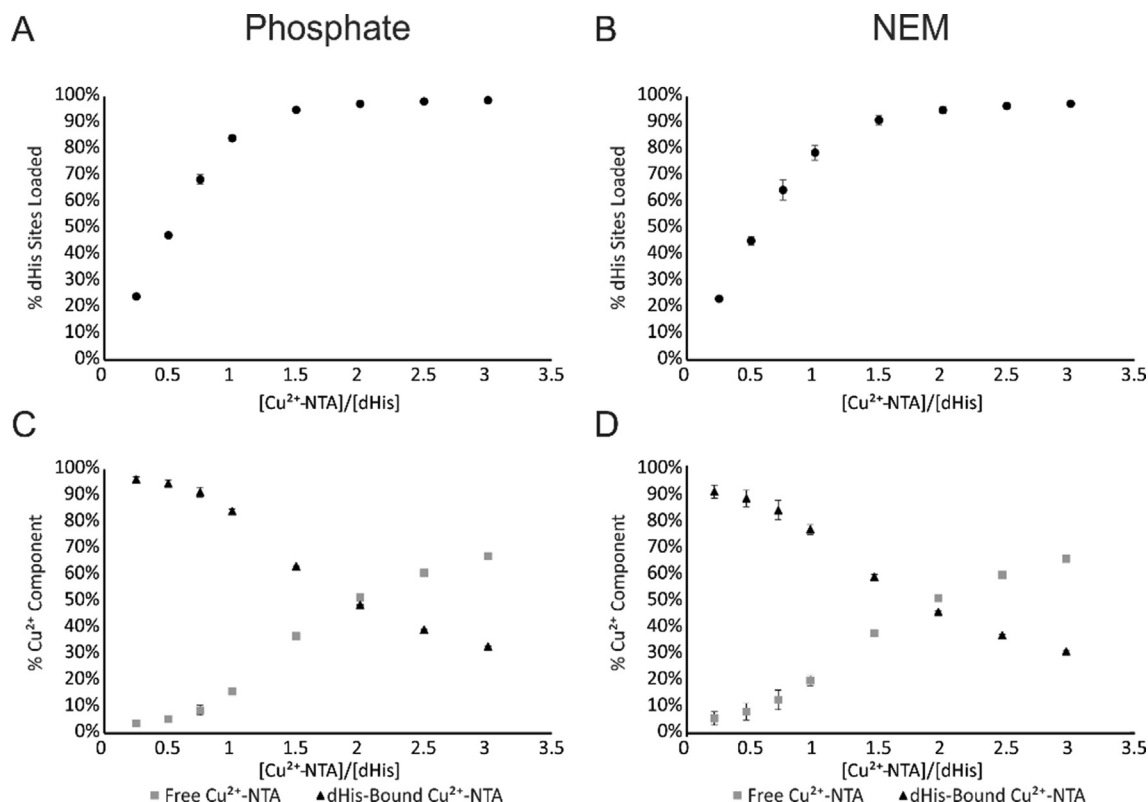 A
Phosphate
B
NEM
100%
90%
80%
70%
60%
50%
40%
30%
20%
10%
0%
% dHis Sites Loaded
0 0.5 1 1.5 2 2.5 3 3.5
[Cu²⁺-NTA]/[dHis]
100%
90%
80%
70%
60%
50%
40%
30%
20%
10%
0%
% dHis Sites Loaded
0 0.5 1 1.5 2 2.5 3 3.5
[Cu²⁺-NTA]/[dHis]
C
D
100%
90%
80%
70%
60%
50%
40%
30%
20%
10%
0%
% Cu²⁺ Component
0 0.5 1 1.5 2 2.5 3 3.5
[Cu²⁺-NTA]/[dHis]
Free Cu²⁺-NTA
dHis-Bound Cu²⁺-NTA
100%
90%
80%
70%
60%
50%
40%
30%
20%
10%
0%
% Cu²⁺ Component
0 0.5 1 1.5 2 2.5 3 3.5
[Cu²⁺-NTA]/[dHis]
Free Cu²⁺-NTA
dHis-Bound Cu²⁺-NTA